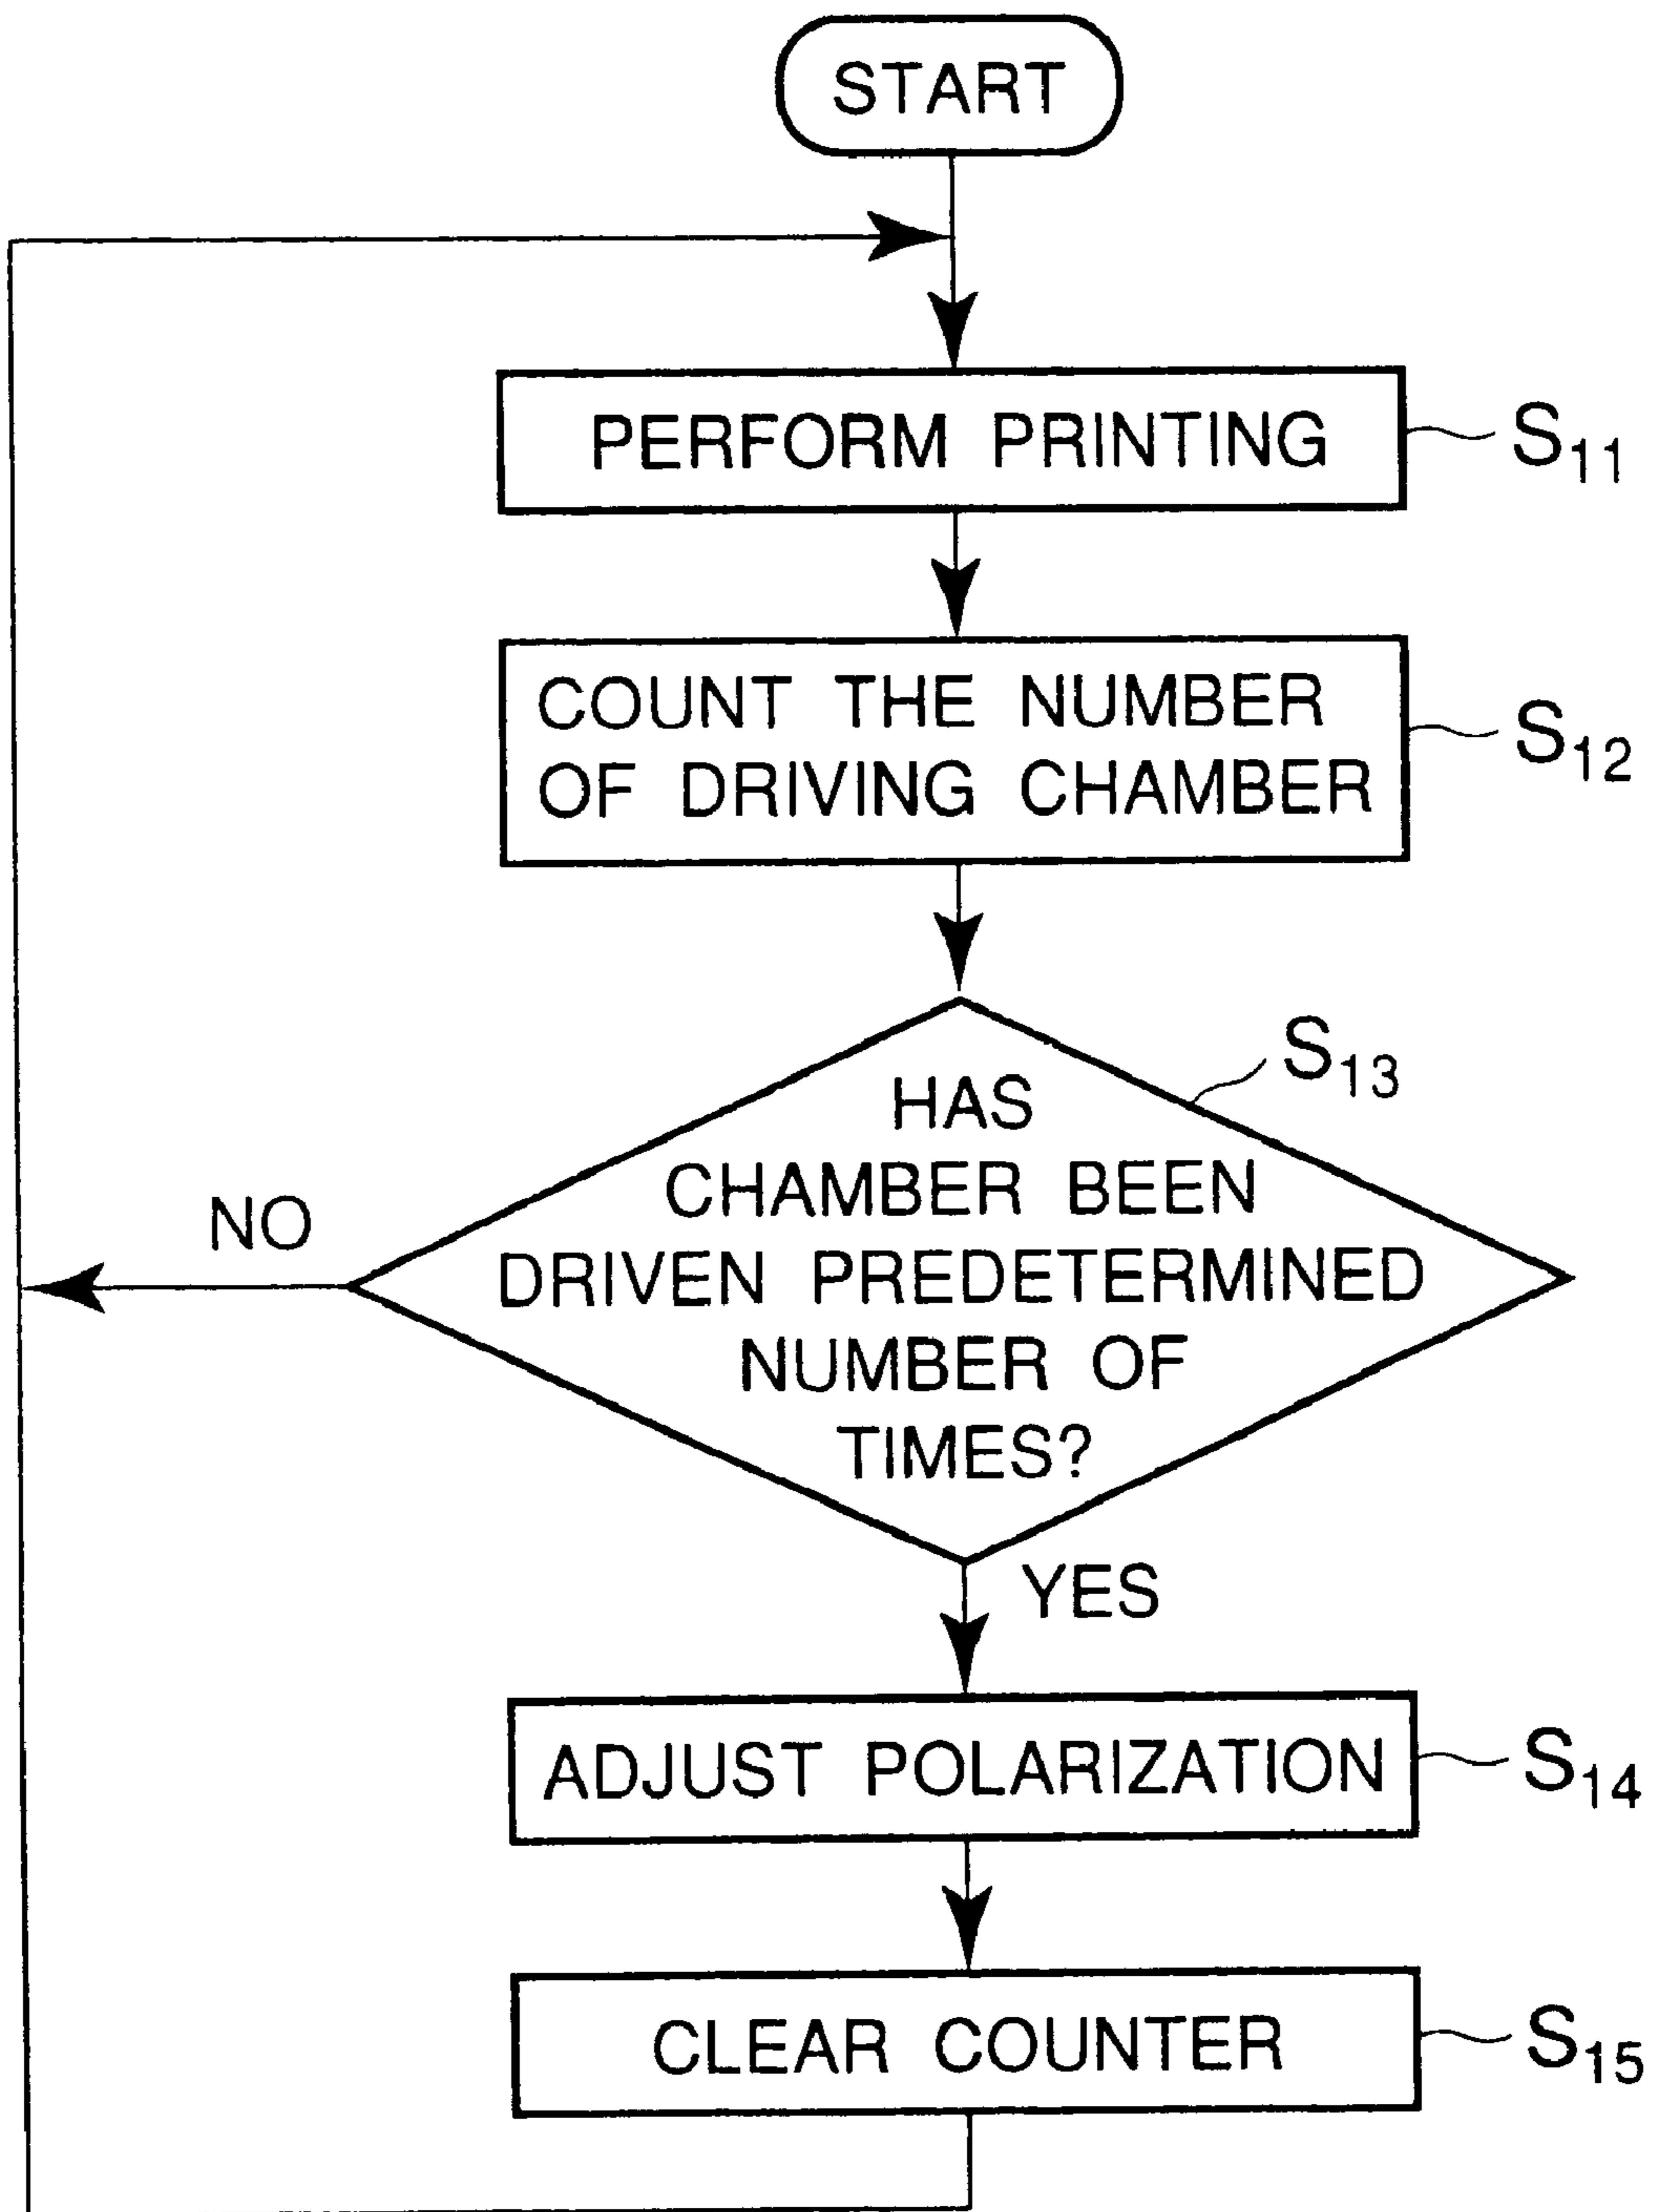 START
PERFORM PRINTING
S11
COUNT THE NUMBER
OF DRIVING CHAMBER
S12
S13
HAS
CHAMBER BEEN
DRIVEN PREDETERMINED
NUMBER OF
TIMES?
NO
YES
ADJUST POLARIZATION
S14
CLEAR COUNTER
S15